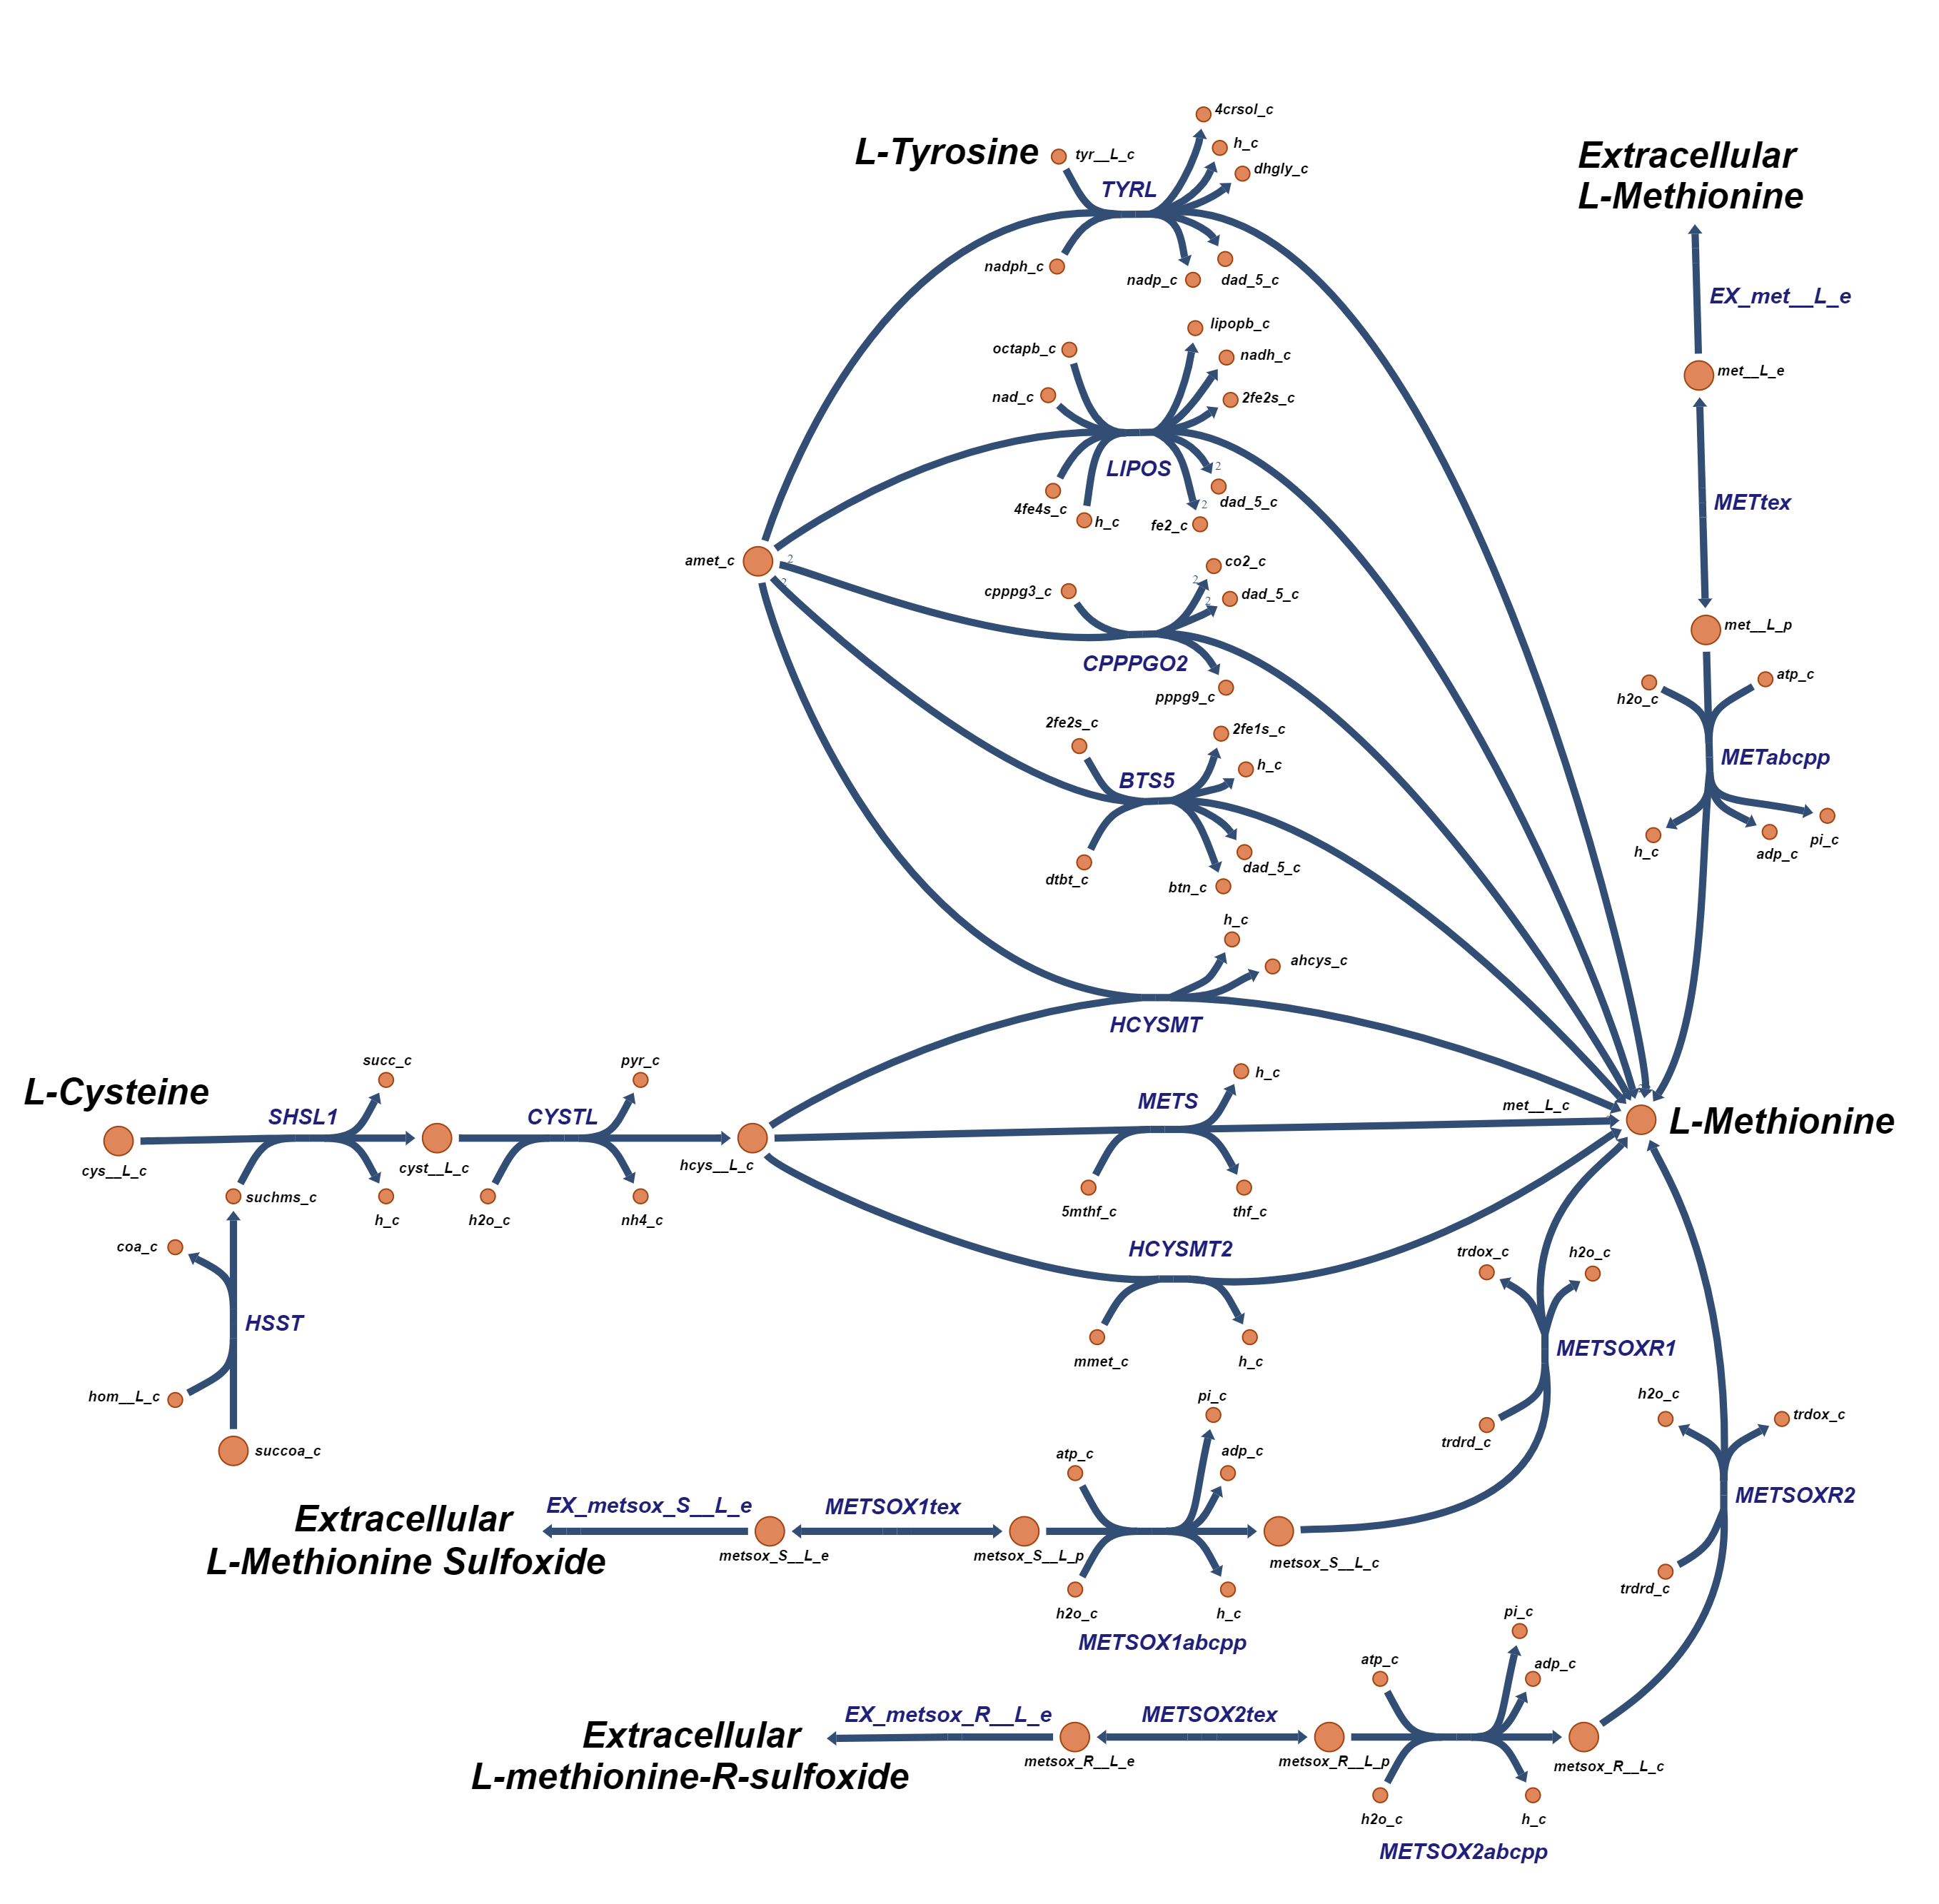 4crsol_c
L-Tyrosine
tyr__L_c
h_c
dhgly_c
TYRL
nadph_c
nadp_c
dad_5_c
Extracellular
L-Methionine
EX_met__L_e
met__L_e
METtex
met__L_p
h2o_c
atp_c
METabcpp
h_c
adp_c
pi_c
octapb_c
lipopb_c
nadh_c
nad_c
2fe2s_c
LIPOS
2
4fe4s_c
h_c
dad_5_c
2
fe2_c
amet_c
2
2
cpppg3_c
co2_c
2
dad_5_c
2
CPPPGO2
pppg9_c
2fe2s_c
2fe1s_c
h_c
BTS5
dtbt_c
dad_5_c
btn_c
h_c
ahcys_c
HCYSMT
L-Cysteine
succ_c
pyr_c
SHSL1
CYSTL
cys__L_c
cyst__L_c
hcys__L_c
suchms_c
h_c
h2o_c
nh4_c
METS
h_c
met__L_c
L-Methionine
5mthf_c
thf_c
coa_c
HSST
hom__L_c
succoa_c
HCYSMT2
mmet_c
h_c
trdox_c
h2o_c
METSOXR1
trdrd_c
h2o_c
trdox_c
METSOXR2
trdrd_c
Extracellular
L-Methionine Sulfoxide
EX_metsox_S__L_e
METSOX1tex
metsox_S__L_e
metsox_S__L_p
atp_c
pi_c
adp_c
h2o_c
h_c
metsox_S__L_c
METSOX1abcpp
Extracellular
L-methionine-R-sulfoxide
EX_metsox_R__L_e
METSOX2tex
metsox_R__L_e
metsox_R__L_p
atp_c
pi_c
adp_c
h2o_c
h_c
metsox_R__L_c
METSOX2abcpp